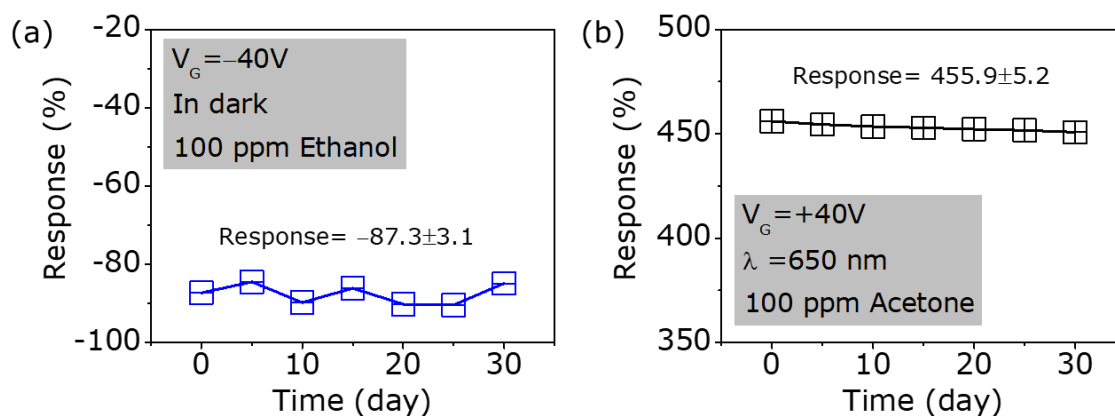 (a)
Response (%)
-20
-40
-60
-80
-100
V_G=−40V
In dark
100 ppm Ethanol
Response= −87.3±3.1
0
10
20
30
Time (day)
(b)
Response (%)
500
450
400
350
Response= 455.9±5.2
V_G=+40V
λ =650 nm
100 ppm Acetone
0
10
20
30
Time (day)